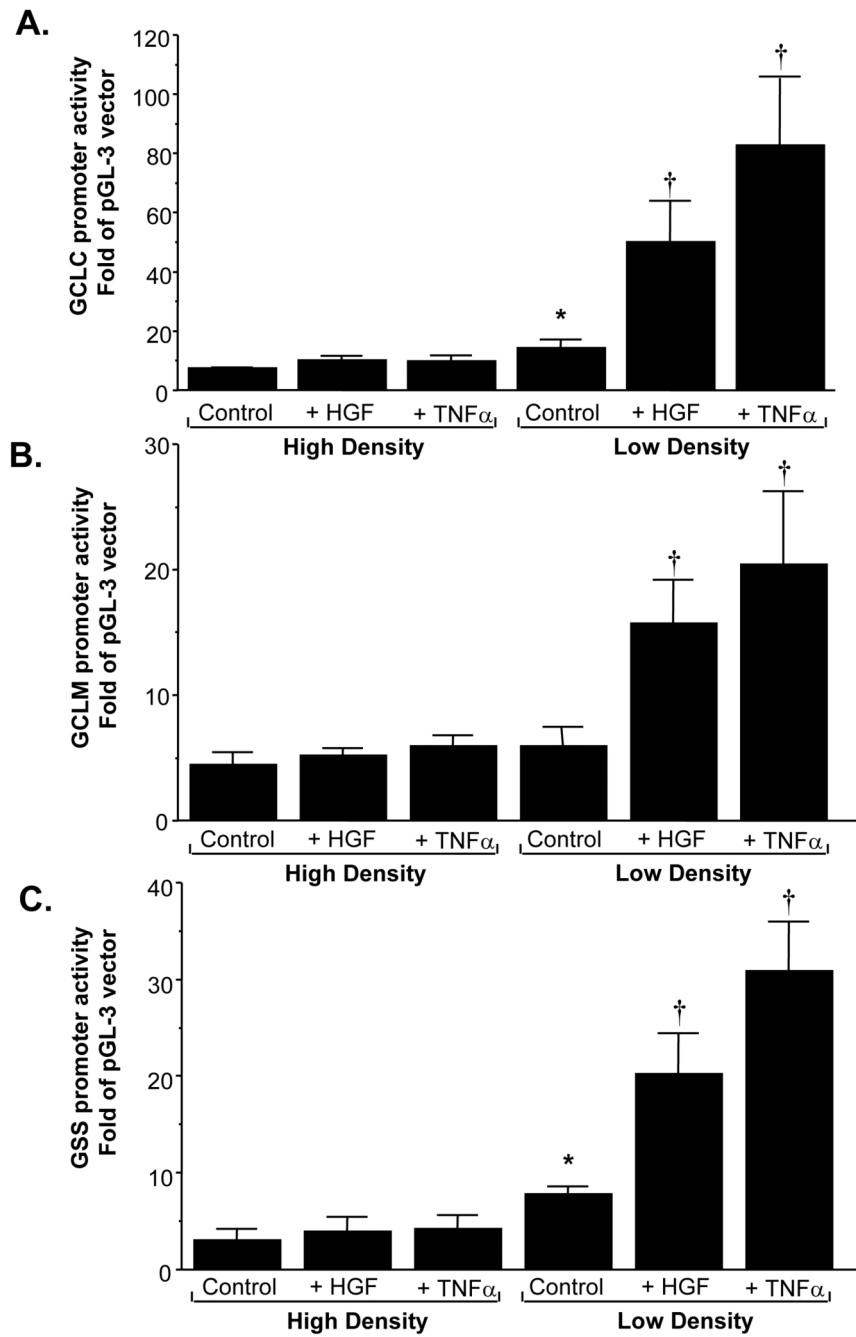 A.
GCLC promoter activity
Fold of pGL-3 vector
120
100
80
60
40
20
0
*
†
†
Control + HGF + TNFα Control + HGF + TNFα
High Density Low Density
B.
GCLM promoter activity
Fold of pGL-3 vector
30
20
10
0
†
†
Control + HGF + TNFα Control + HGF + TNFα
High Density Low Density
C.
GSS promoter activity
Fold of pGL-3 vector
40
30
20
10
0
*
†
†
Control + HGF + TNFα Control + HGF + TNFα
High Density Low Density